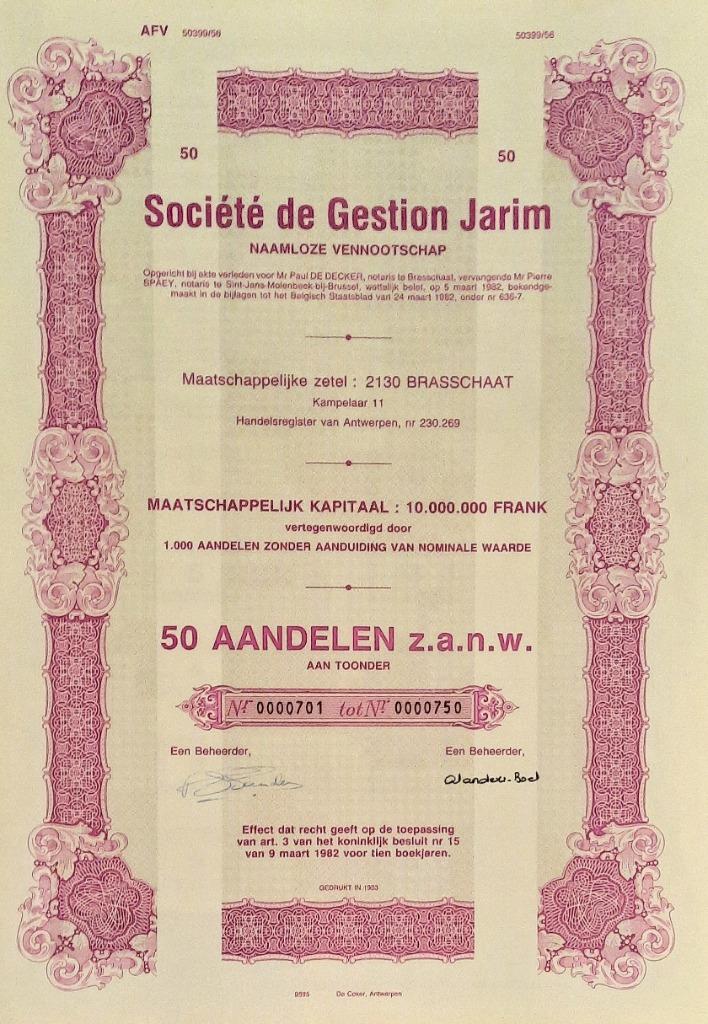 AFV 50399/56 50399/56
50 50
Société de Gestion Jarim
NAAMLOZE VENNOOTSCHAP
Opgericht bij akte verleden voor Mr Paul DE DECKER, notaris te Brasschaat, vervangende Mr Pierre
SPAEY, notaris te Sint-Jans-Molenbeek-bij-Brussel, wettelijk belet, op 5 maart 1982, bekendge-
maakt in de bijlagen tot het Belgisch Staatsblad van 24 maart 1982, onder nr 636-7.
Maatschappelijke zetel : 2130 BRASSCHAAT
Kampelaar 11
Handelsregister van Antwerpen, nr 230.269
MAATSCHAPPELIJK KAPITAAL : 10.000.000 FRANK
vertegenwoordigd door
1.000 AANDELEN ZONDER AANDUIDING VAN NOMINALE WAARDE
50 AANDELEN z.a.n.w.
AAN TOONDER
Nr 0000701 tot Nr 0000750
Een Beheerder, Een Beheerder,
Effect dat recht geeft op de toepassing
van art. 3 van het koninklijk besluit nr 15
van 9 maart 1982 voor tien boekjaren.
GEDRUKT IN 1983
De Coker, Antwerpen